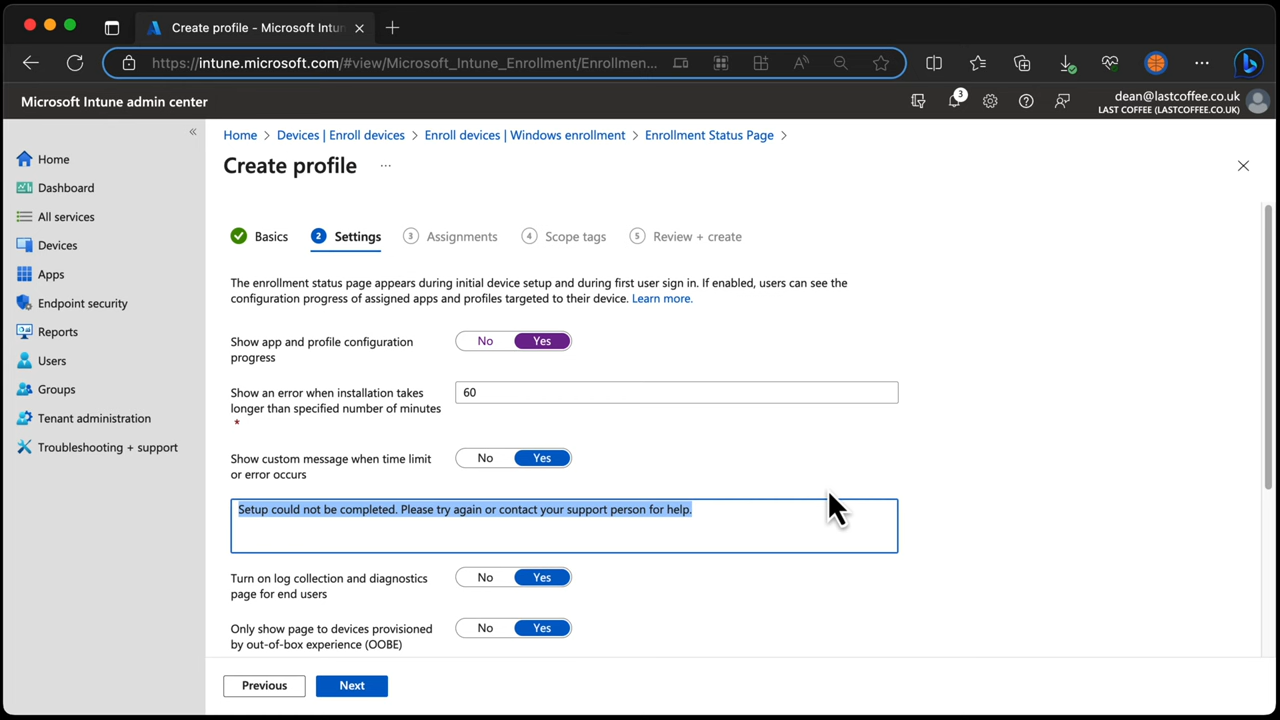 Create profile - Microsoft Intun
https://intune.microsoft.com/#view/Microsoft_Intune_Enrollment/Enrollmen...
Microsoft Intune admin center
3
dean@lastcoffee.co.uk
LAST COFFEE (LASTCOFFEE.CO.UK)
Home
Dashboard
All services
Devices
Apps
Endpoint security
Reports
Users
Groups
Tenant administration
Troubleshooting + support
Home > Devices | Enroll devices > Enroll devices | Windows enrollment > Enrollment Status Page >
Create profile ...
Basics 2 Settings 3 Assignments 4 Scope tags 5 Review + create
The enrollment status page appears during initial device setup and during first user sign in. If enabled, users can see the
configuration progress of assigned apps and profiles targeted to their device. Learn more.
Show app and profile configuration
progress
No Yes
Show an error when installation takes
longer than specified number of minutes
*
60
Show custom message when time limit
or error occurs
No Yes
Setup could not be completed. Please try again or contact your support person for help.
Turn on log collection and diagnostics
page for end users
No Yes
Only show page to devices provisioned
by out-of-box experience (OOBE)
No Yes
Previous Next